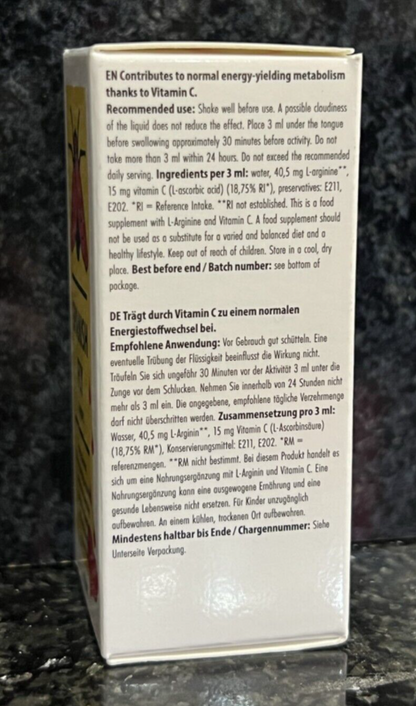 EN Contributes to normal energy-yielding metabolism
thanks to Vitamin C.
Recommended use: Shake well before use. A possible cloudiness
of the liquid does not reduce the effect. Place 3 ml under the tongue
before swallowing approximately 30 minutes before activity. Do not
take more than 3 ml within 24 hours. Do not exceed the recommended
daily serving. Ingredients per 3 ml: water, 40,5 mg L-arginine**,
15 mg vitamin C (L-ascorbic acid) (18,75% RI*), preservatives: E211,
E202. *RI = Reference Intake. **RI not established. This is a food
supplement with L-Arginine and Vitamin C. A food supplement should
not be used as a substitute for a varied and balanced diet and a
healthy lifestyle. Keep out of reach of children. Store in a cool, dry
place. Best before end / Batch number: see bottom of
package.
DE Trägt durch Vitamin C zu einem normalen
Energiestoffwechsel bei.
Empfohlene Anwendung: Vor Gebrauch gut schütteln. Eine
eventuelle Trübung der Flüssigkeit beeinflusst die Wirkung nicht.
Träufeln Sie sich ungefähr 30 Minuten vor der Aktivität 3 ml unter die
Zunge vor dem Schlucken. Nehmen Sie innerhalb von 24 Stunden nicht
mehr als 3 ml ein. Die angegebene, empfohlene tägliche Verzehrmenge
darf nicht überschritten werden. Zusammensetzung pro 3 ml:
Wasser, 40,5 mg L-Arginin**, 15 mg Vitamin C (L-Ascorbinsäure)
(18,75% RM*), Konservierungsmittel: E211, E202. *RM =
referenzmengen. **RM nicht bestimmt. Bei diesem Produkt handelt es
sich um eine Nahrungsergänzung mit L-Arginin und Vitamin C. Eine
Nahrungsergänzung kann eine ausgewogene Ernährung und eine
gesunde Lebensweise nicht ersetzen. Für Kinder unzugänglich
aufbewahren. An einem kühlen, trockenen Ort aufbewahren.
Mindestens haltbar bis Ende / Chargennummer: Siehe
Unterseite Verpackung.